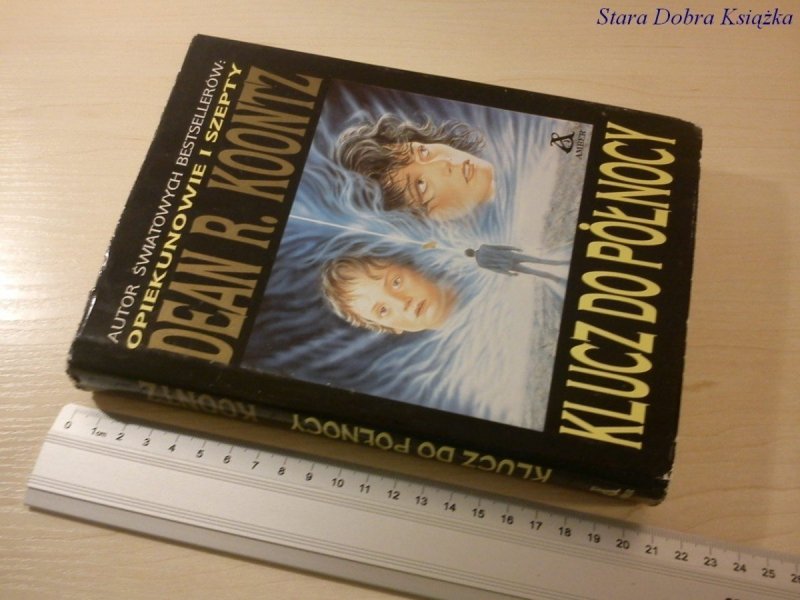 Stara Dobra Książka
AUTOR ŚWIATOWYCH BESTSELLERÓW:
OPIEKUNOWIE I SZEPTY
DEAN R. KOONTZ
AMBER
KLUCZ DO PÓŁNOCY
KOONTZ
KLUCZ DO PÓŁNOCY
0 1cm 2 3 4 5 6 7 8 9 10 11 12 13 14 15 16 17 18 19 20 21 22 23 24 25 26